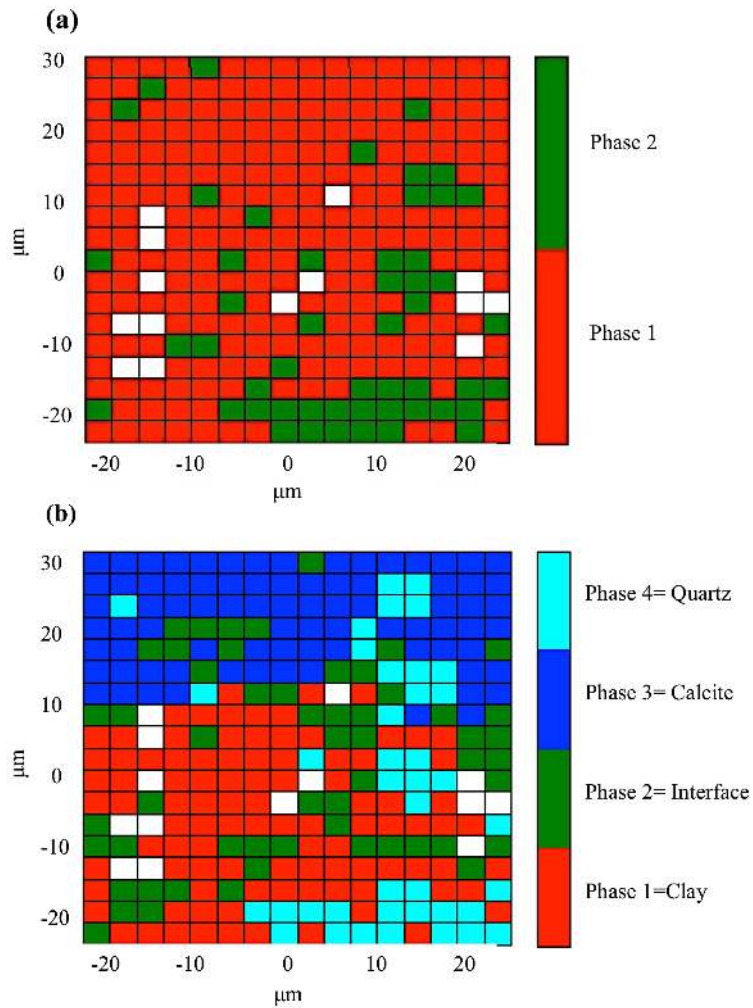 (a)
30
20
10
0
-10
-20
μm
-20 -10 0 10 20
μm
Phase 2
Phase 1
(b)
30
20
10
0
-10
-20
μm
-20 -10 0 10 20
μm
Phase 4= Quartz
Phase 3= Calcite
Phase 2= Interface
Phase 1=Clay